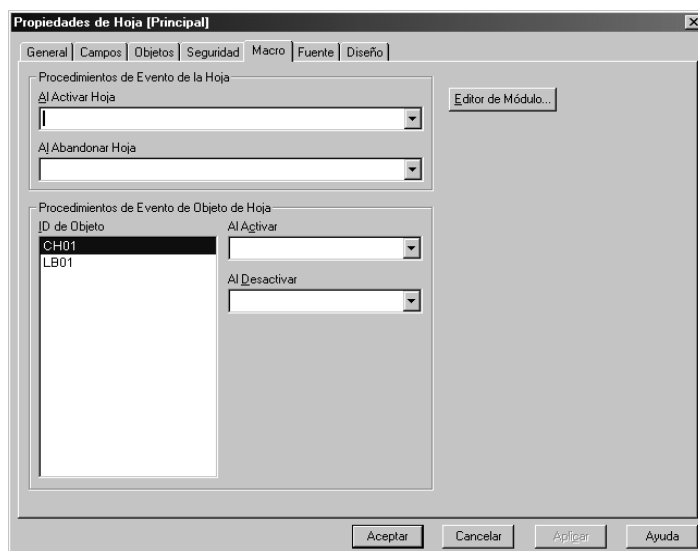 Propiedades de Hoja [Principal]
General Campos Objetos Seguridad Macro Fuente Diseño
Procedimientos de Evento de la Hoja
Al Activar Hoja
Editor de Módulo...
Al Abandonar Hoja
Procedimientos de Evento de Objeto de Hoja
ID de Objeto Al Activar
CH01
LB01
Al Desactivar
Aceptar Cancelar Aplicar Ayuda